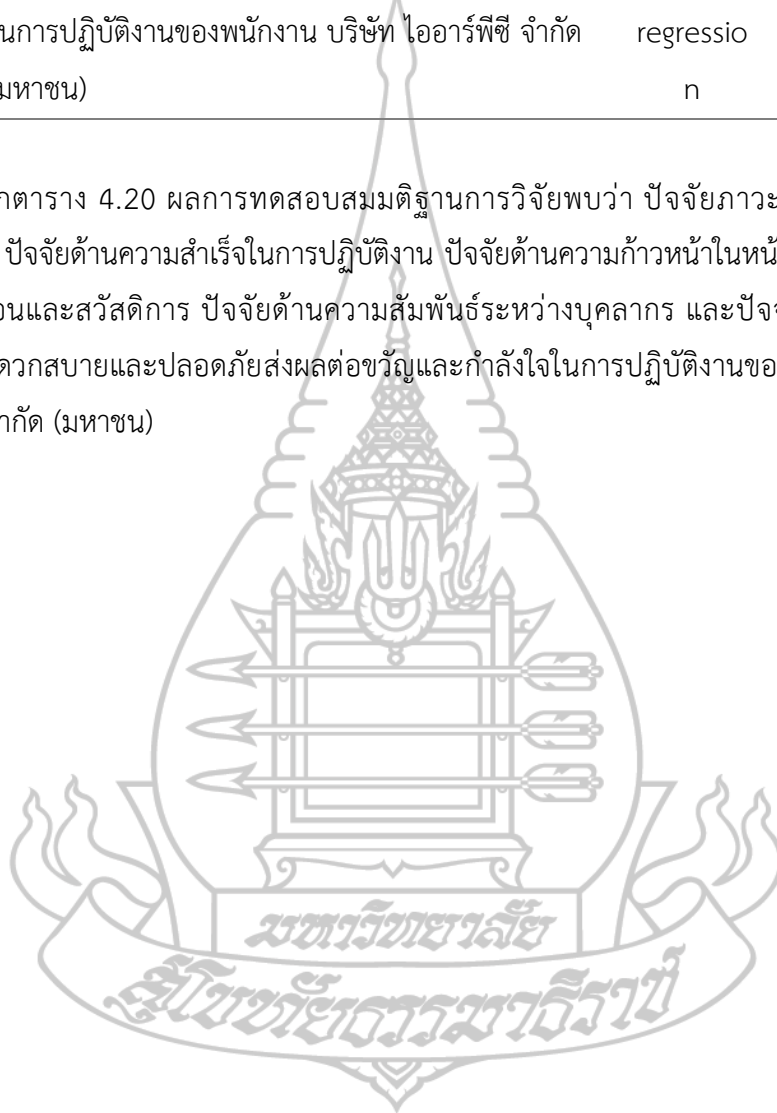 นการปฏิบัติงานของพนักงาน บริษัท ไออาร์พีซี จำกัด regressio
มหาชน) n
กตาราง 4.20 ผลการทดสอบสมมติฐานการวิจัยพบว่า ปัจจัยภาวะ
ปัจจัยด้านความสำเร็จในการปฏิบัติงาน ปัจจัยด้านความก้าวหน้าในหน้
อนและสวัสดิการ ปัจจัยด้านความสัมพันธ์ระหว่างบุคลากร และปัจจ
ดวกสบายและปลอดภัยส่งผลต่อขวัญและกำลังใจในการปฏิบัติงานขอ
ำกัด (มหาชน)
มหาวิทยาลัย
สุโขทัยธรรมาธิราช